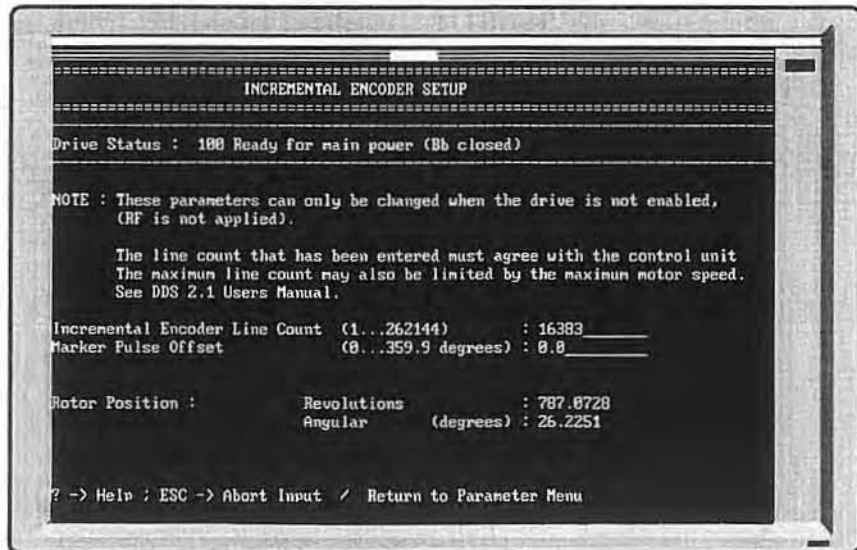 INCREMENTAL ENCODER SETUP
Drive Status : 100 Ready for main power (Bb closed)
NOTE : These parameters can only be changed when the drive is not enabled,
(RF is not applied).
The line count that has been entered must agree with the control unit
The maximum line count may also be limited by the maximum motor speed.
See DDS 2.1 Users Manual.
Incremental Encoder Line Count (1...262144) : 16383
Marker Pulse Offset (0...359.9 degrees) : 0.0
Rotor Position : Revolutions : 787.0728
Angular (degrees) : 26.2251
? -> Help ; ESC -> Abort Input / Return to Parameter Menu